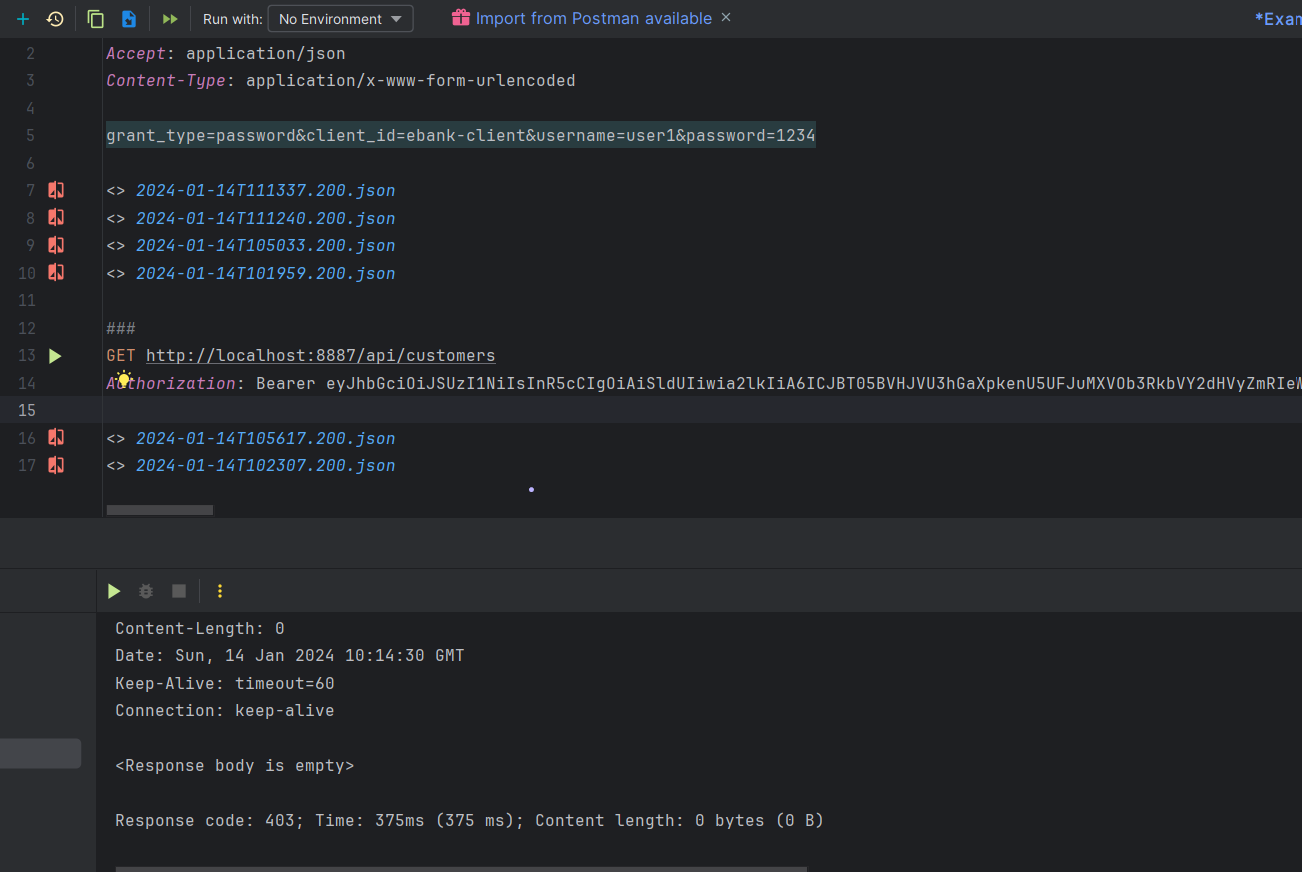 Run with: No Environment Import from Postman available *Exam
2 Accept: application/json
3 Content-Type: application/x-www-form-urlencoded
4
5 grant_type=password&client_id=ebank-client&username=user1&password=1234
6
7 <> 2024-01-14T111337.200.json
8 <> 2024-01-14T111240.200.json
9 <> 2024-01-14T105033.200.json
10 <> 2024-01-14T101959.200.json
11
12 ###
13 GET http://localhost:8887/api/customers
14 Authorization: Bearer
15
16 <> 2024-01-14T105617.200.json
17 <> 2024-01-14T102307.200.json
Content-Length: 0
Date: Sun, 14 Jan 2024 10:14:30 GMT
Keep-Alive: timeout=60
Connection: keep-alive
<Response body is empty>
Response code: 403; Time: 375ms (375 ms); Content length: 0 bytes (0 B)